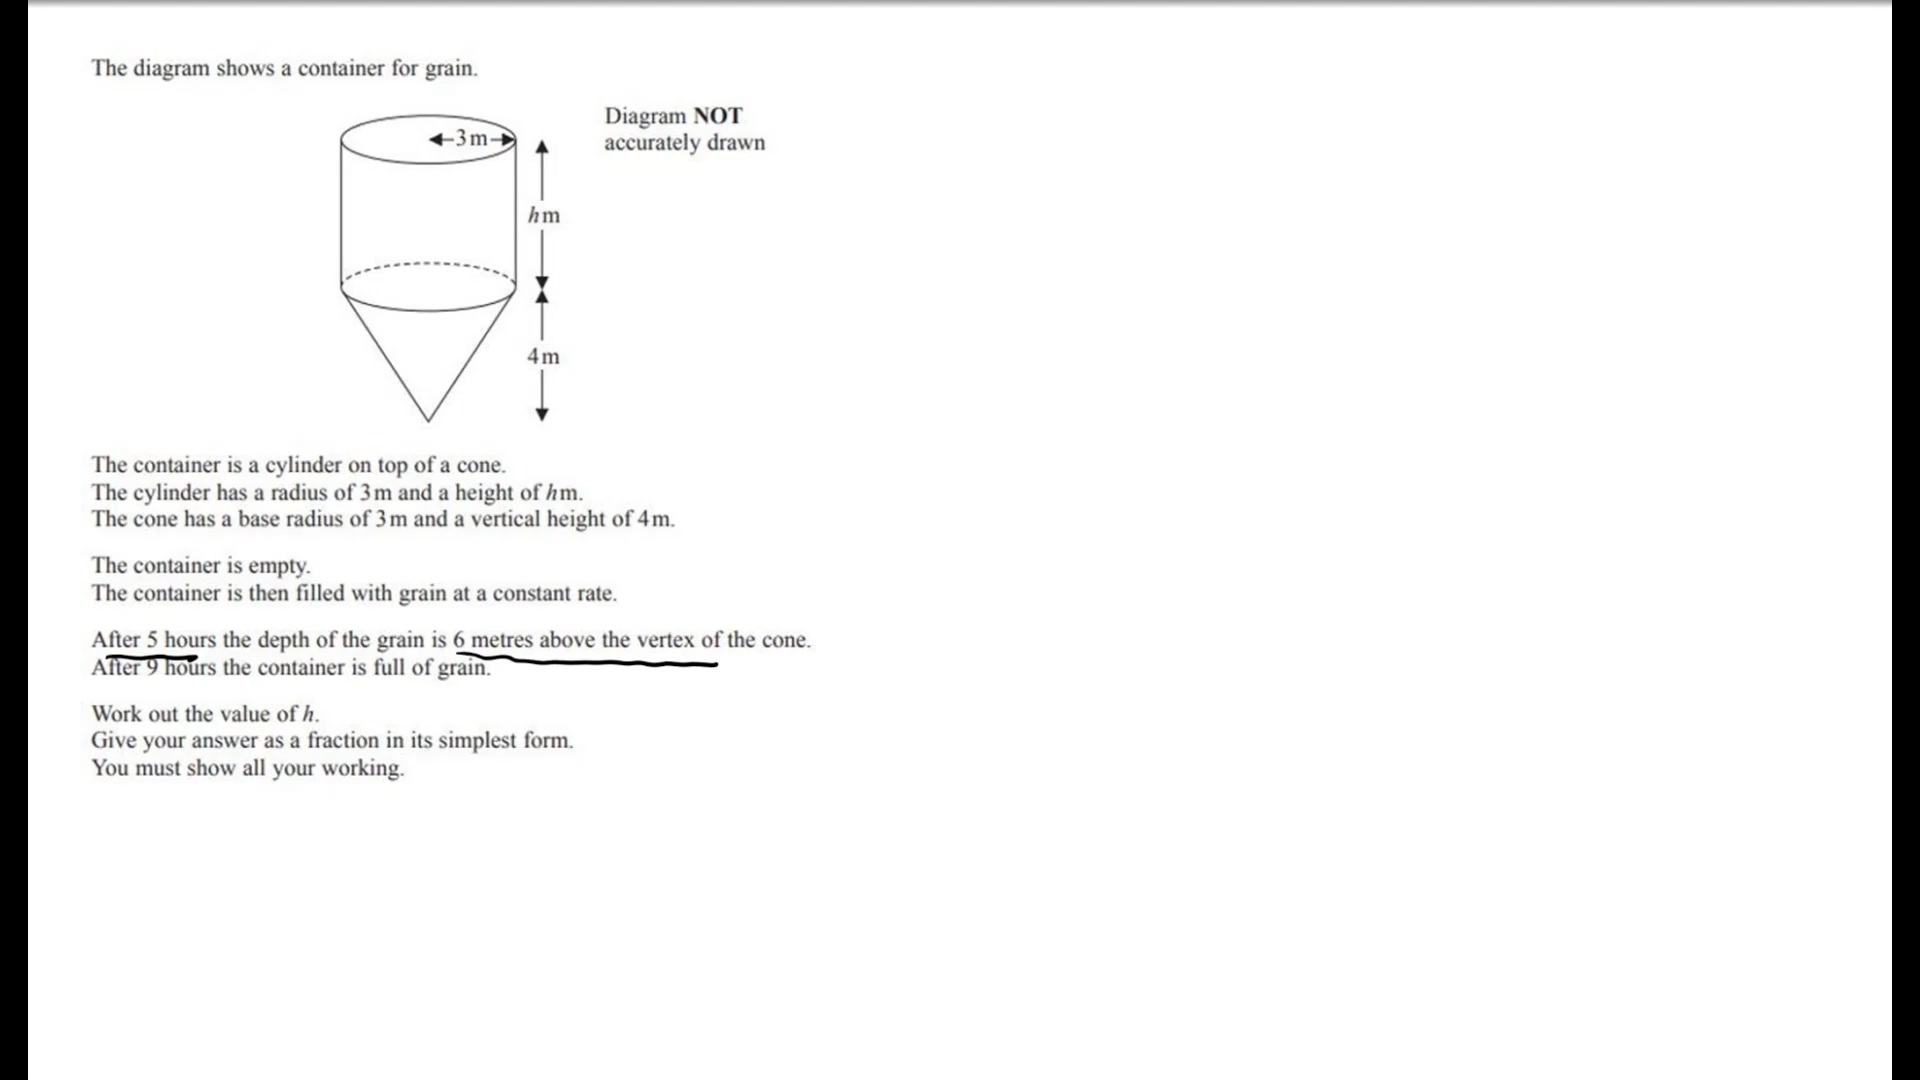 The diagram shows a container for grain.
Diagram NOT
accurately drawn
3 m
h m
4 m
The container is a cylinder on top of a cone.
The cylinder has a radius of 3 m and a height of h m.
The cone has a base radius of 3 m and a vertical height of 4 m.
The container is empty.
The container is then filled with grain at a constant rate.
After 5 hours the depth of the grain is 6 metres above the vertex of the cone.
After 9 hours the container is full of grain.
Work out the value of h.
Give your answer as a fraction in its simplest form.
You must show all your working.